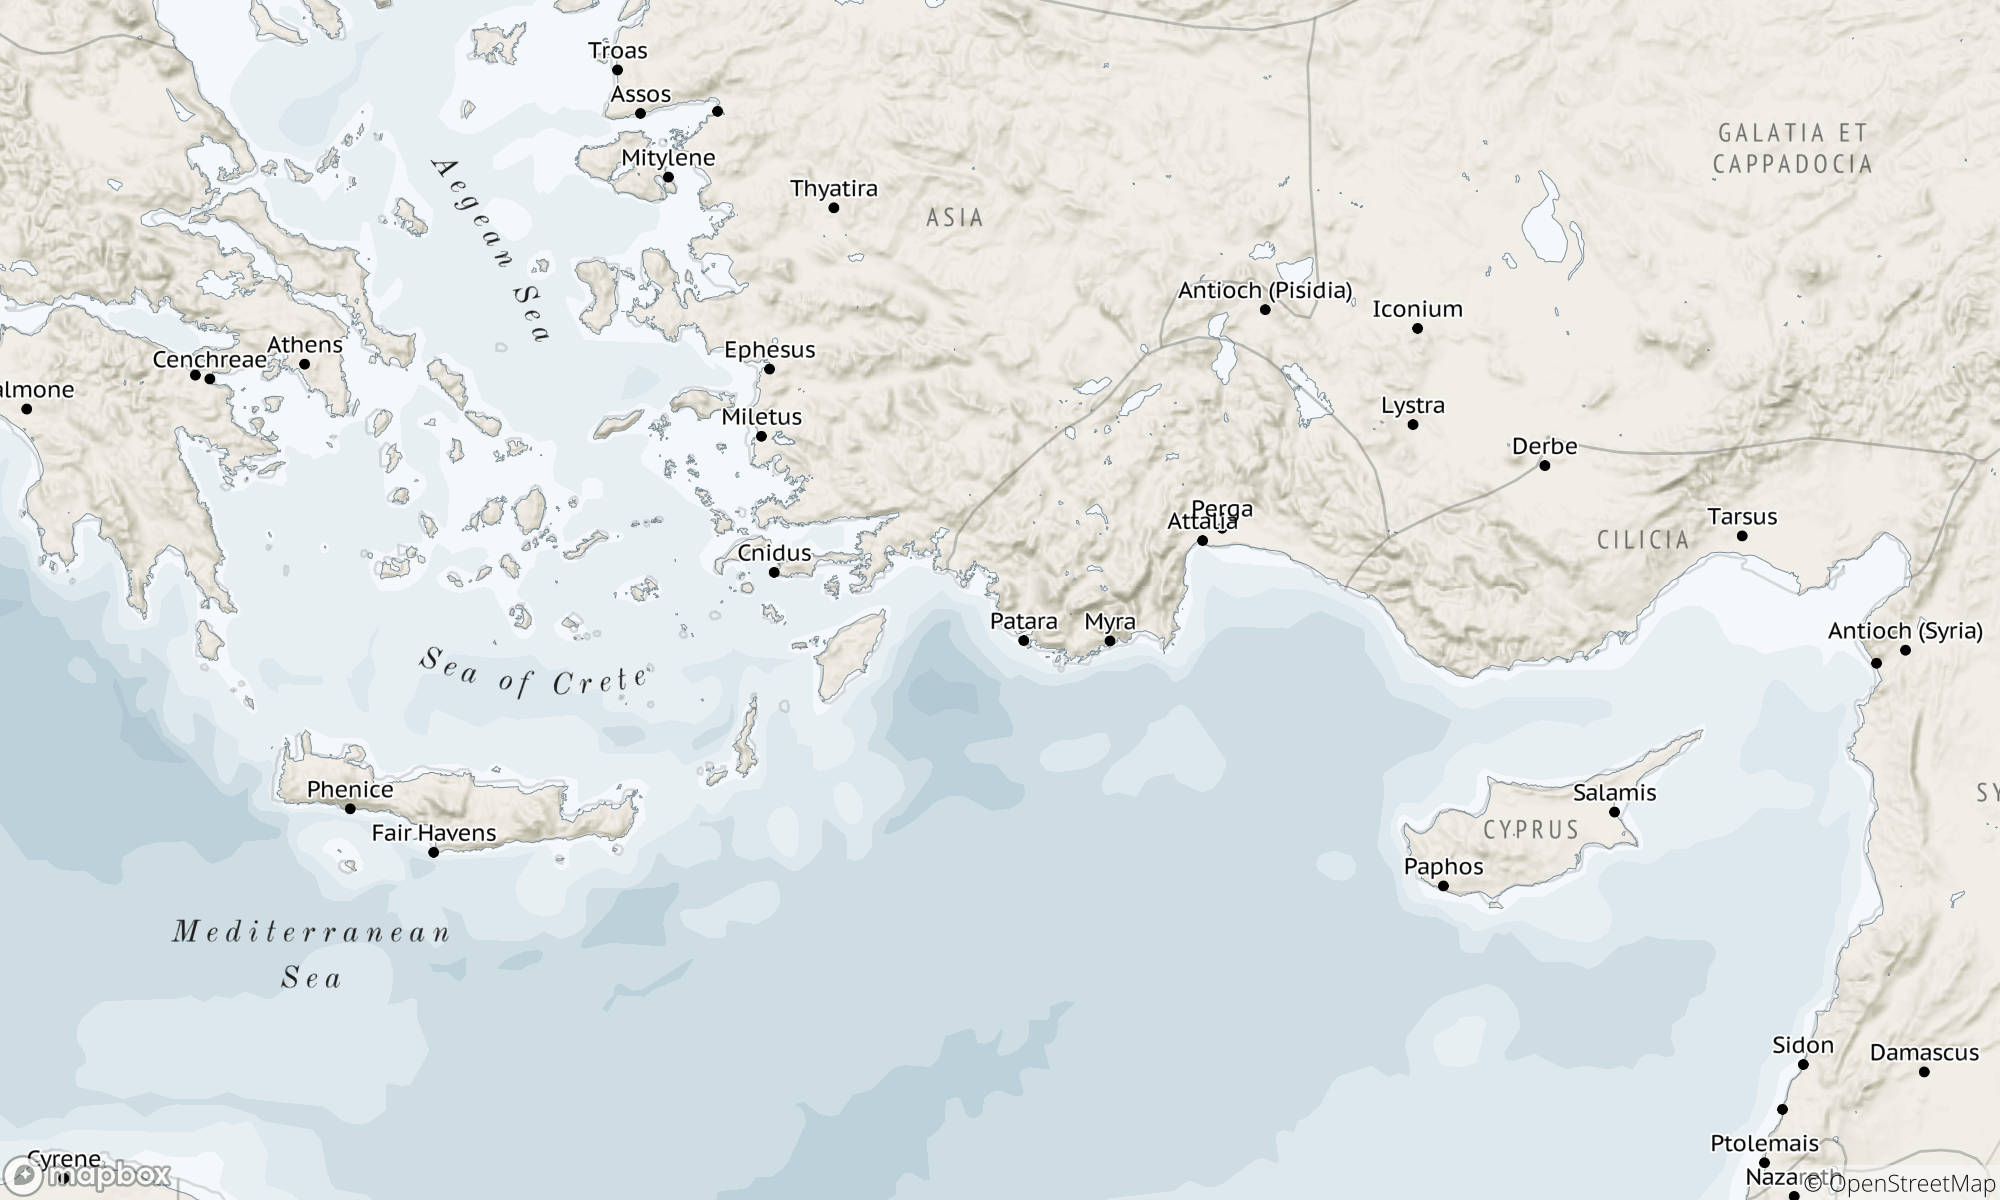 Troas
Assos
Mitylene
Thyatira
ASIA
GALATIA ET
CAPPADOCIA
Aegean Sea
Antioch (Pisidia)
Iconium
Athens
Cenchreae
Ephesus
almone
Miletus
Lystra
Derbe
Perga
Attalia
Tarsus
CILICIA
Cnidus
Patara
Myra
Antioch (Syria)
Sea of Crete
Phenice
Fair Havens
Salamis
CYPRUS
Paphos
SY
Mediterranean
Sea
Sidon
Damascus
Ptolemais
Cyrene
Nazareth
mapbox
© OpenStreetMap